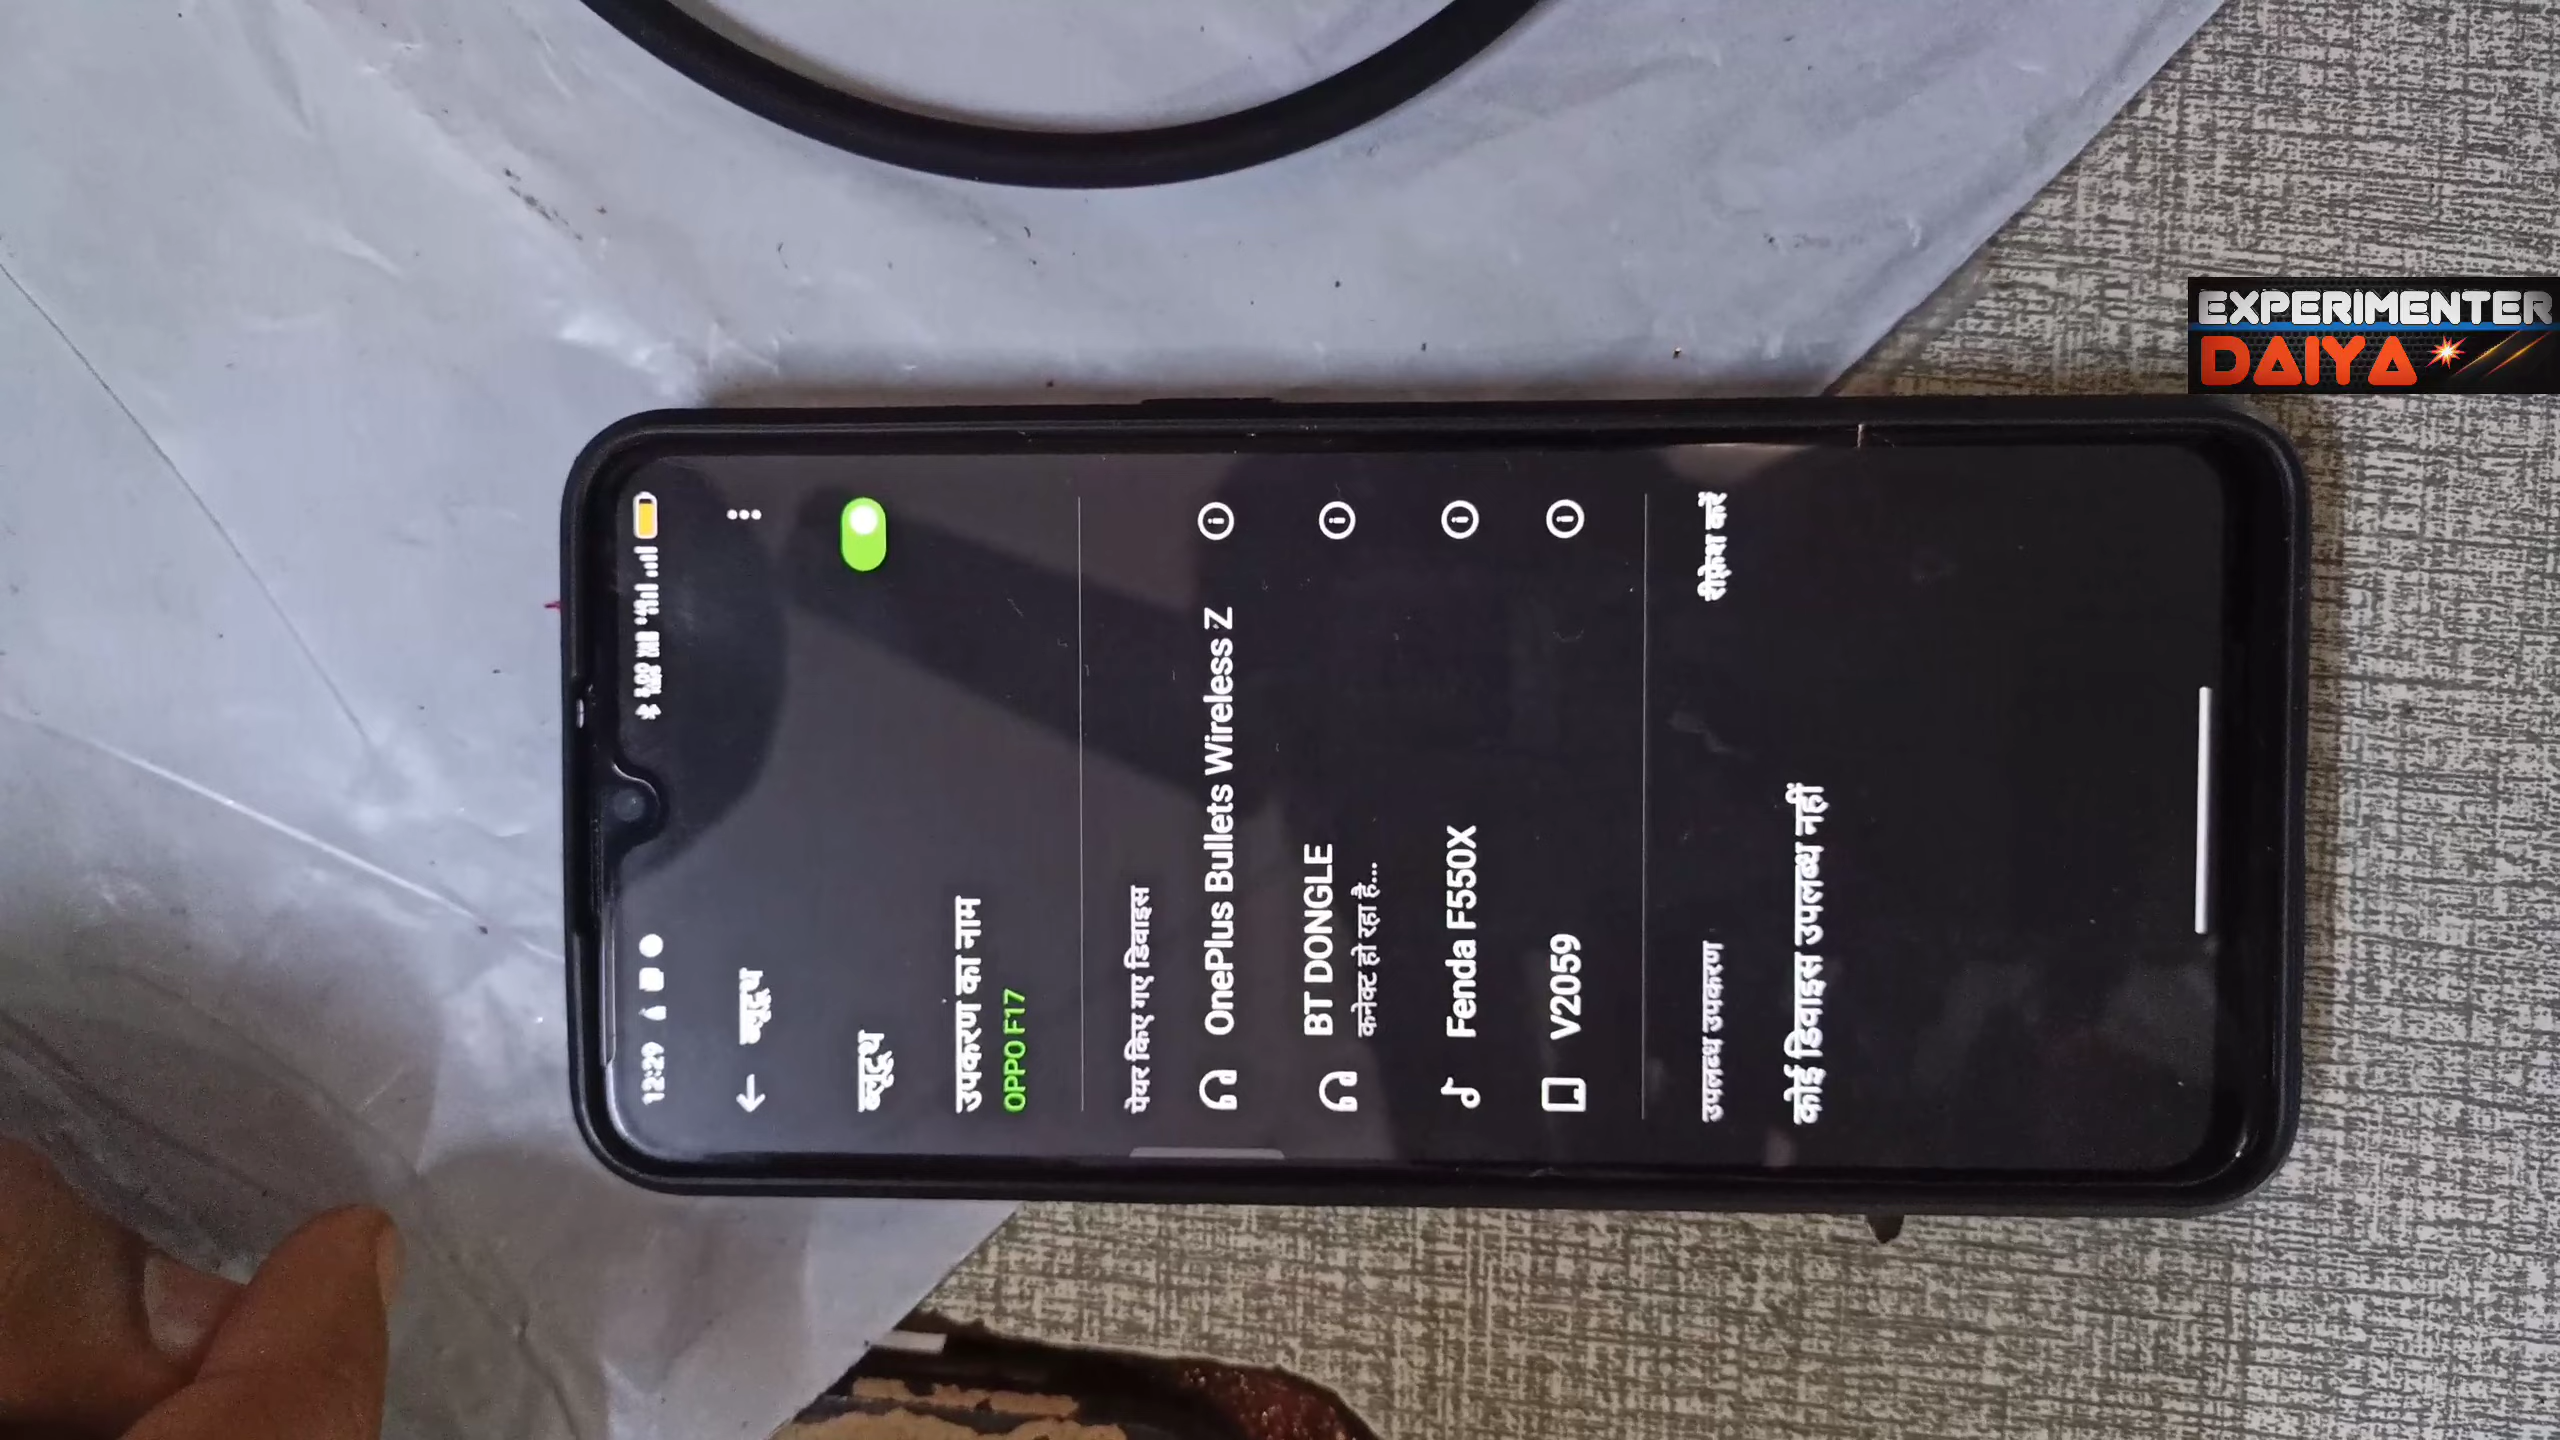 12:29
ब्लूटूथ
ब्लूटूथ
उपकरण का नाम
OPPO F17
पेयर किए गए डिवाइस
OnePlus Bullets Wireless Z
BT DONGLE
कनेक्ट हो रहा है...
Fenda F550X
V2059
उपलब्ध उपकरण
रीफ़्रेश करें
कोई डिवाइस उपलब्ध नहीं
EXPERIMENTER
DAIYA